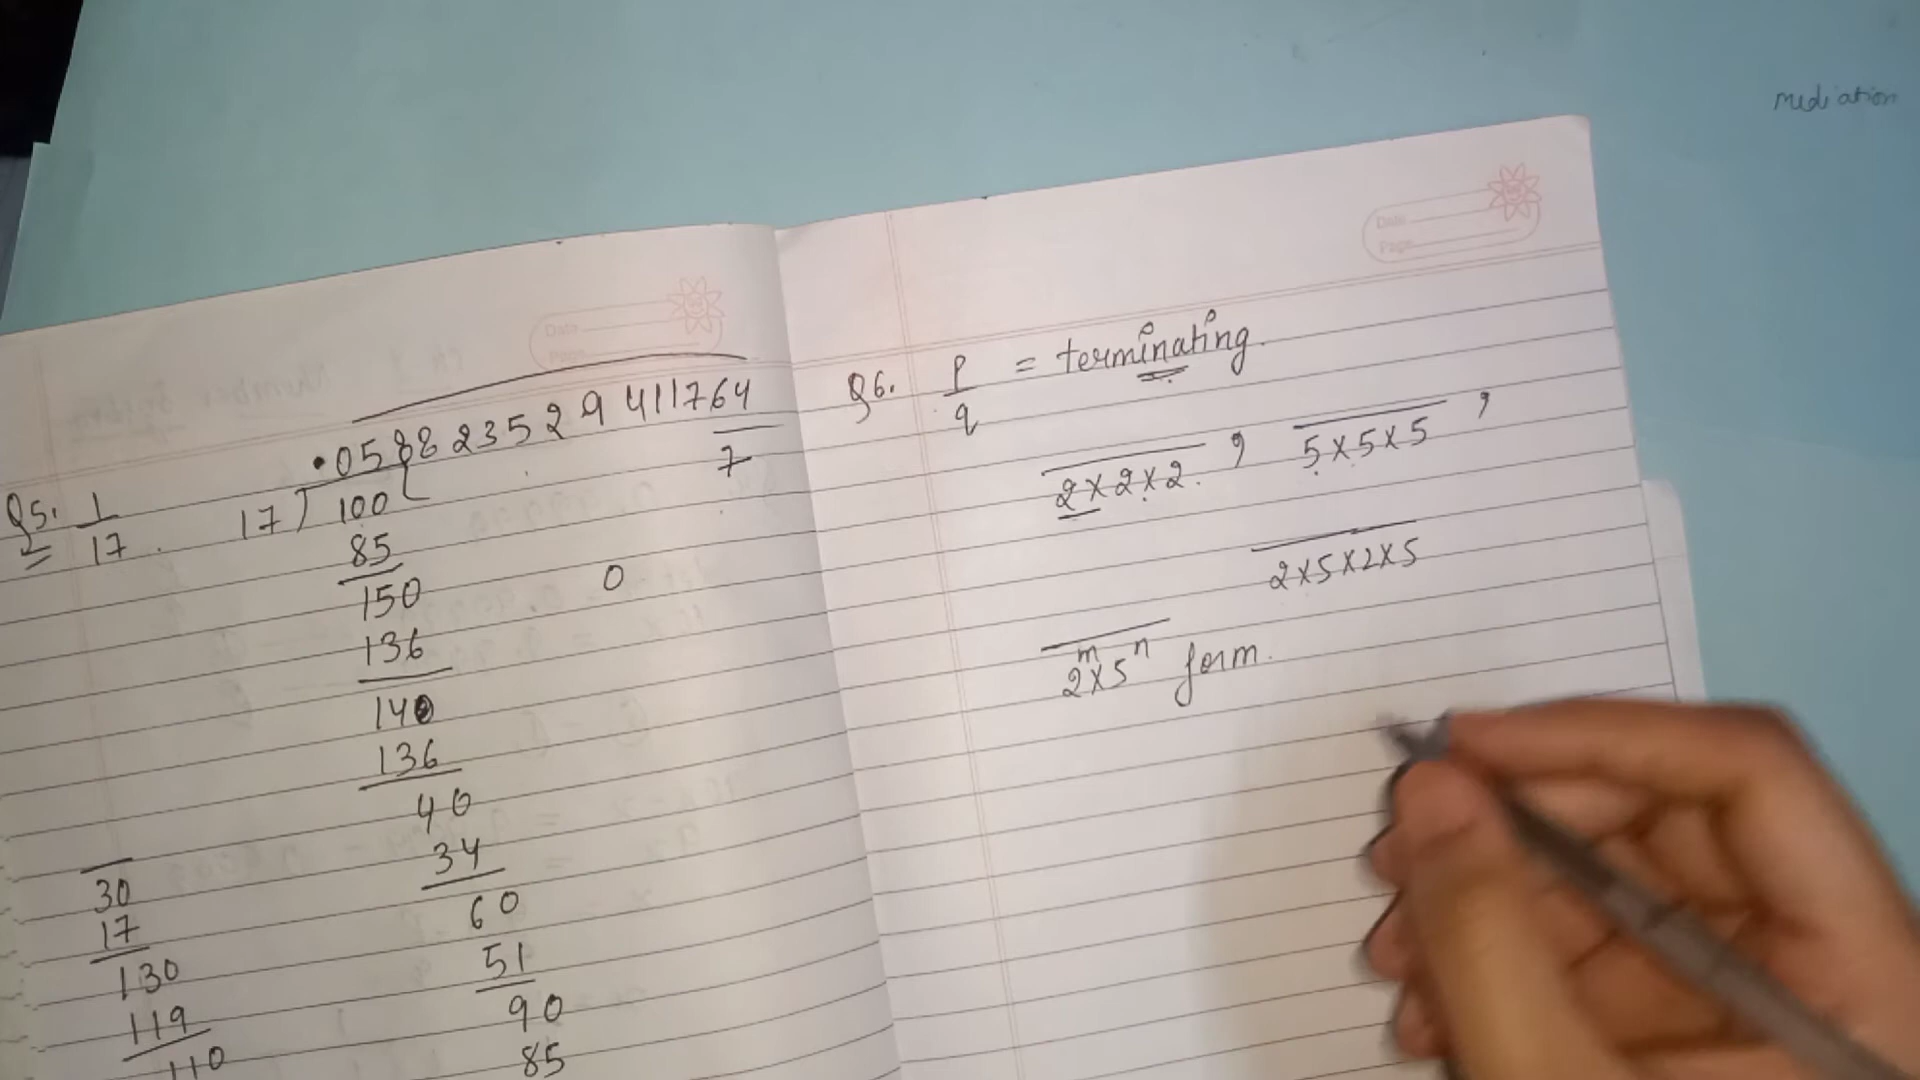 mediation
Date
Page
Date
Page
.058823529411764
7
Q5. 1/17
17) 100
85
150
0
136
140
136
40
34
60
51
90
85
30
17
130
119
110
Q6. p/q = terminating.
2×2×2 , 5×5×5 ,
2×5×2×5
2^m×5^n form.